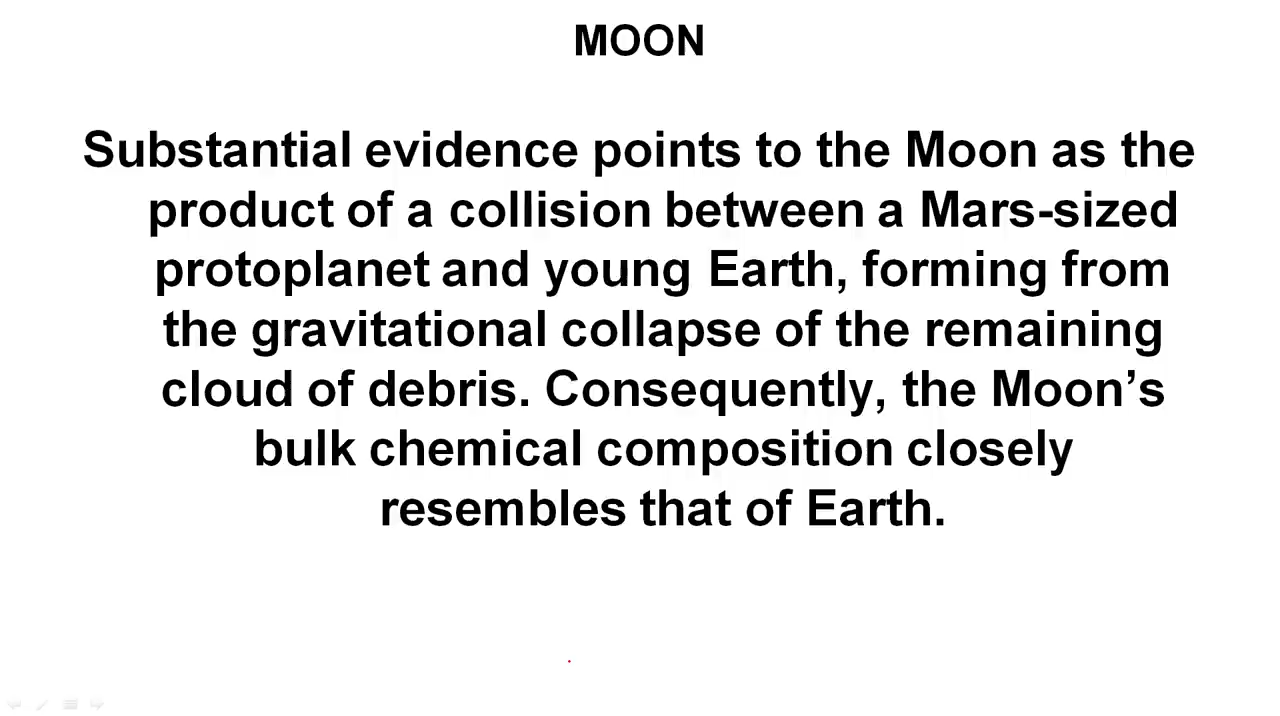 MOON
Substantial evidence points to the Moon as the
product of a collision between a Mars-sized
protoplanet and young Earth, forming from
the gravitational collapse of the remaining
cloud of debris. Consequently, the Moon’s
bulk chemical composition closely
resembles that of Earth.